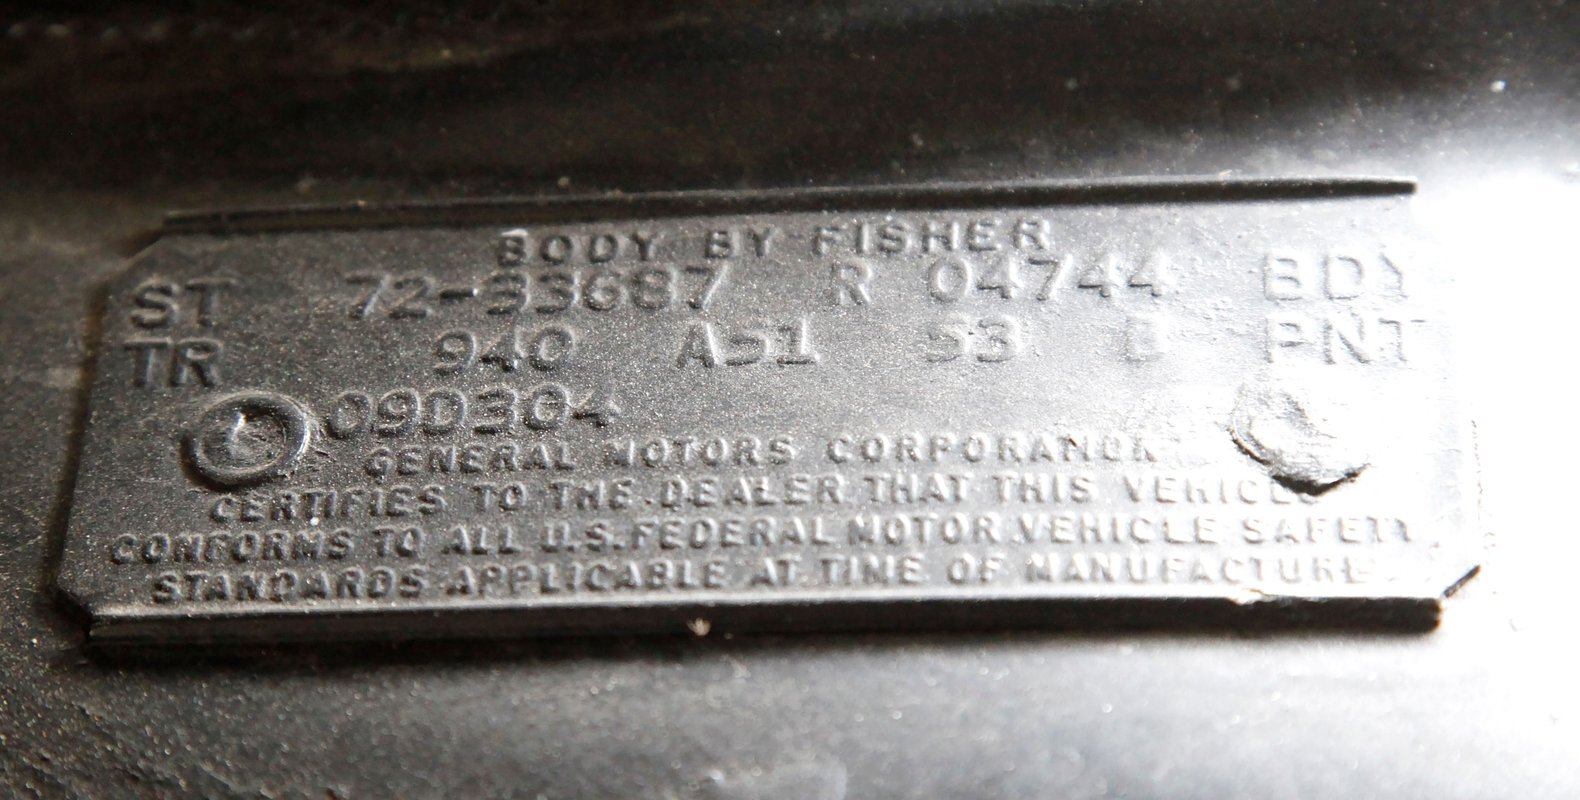 BODY BY FISHER
ST 72-33687 R 04744 BDY
TR 940 A51 53 B PNT
09D304
GENERAL MOTORS CORPORATION
CERTIFIES TO THE DEALER THAT THIS VEHICLE
CONFORMS TO ALL U.S. FEDERAL MOTOR VEHICLE SAFETY
STANDARDS APPLICABLE AT TIME OF MANUFACTURE